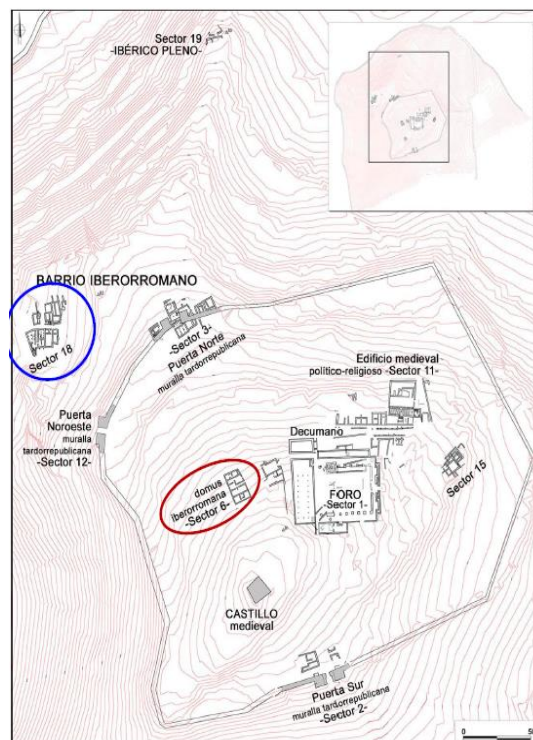 Sector 19
-IBÉRICO PLENO-
BARRIO IBERORROMANO
Sector 18
-Sector 3-
Puerta Norte
muralla tardorrepublicana
Edificio medieval
político-religioso -Sector 11-
Puerta
Noroeste
muralla
tardorrepublicana
-Sector 12-
Decumano
domus
iberorromana
-Sector 6-
FORO
-Sector 1-
Sector 15
CASTILLO
medieval
Puerta Sur
muralla tardorrepublicana
-Sector 2-
0